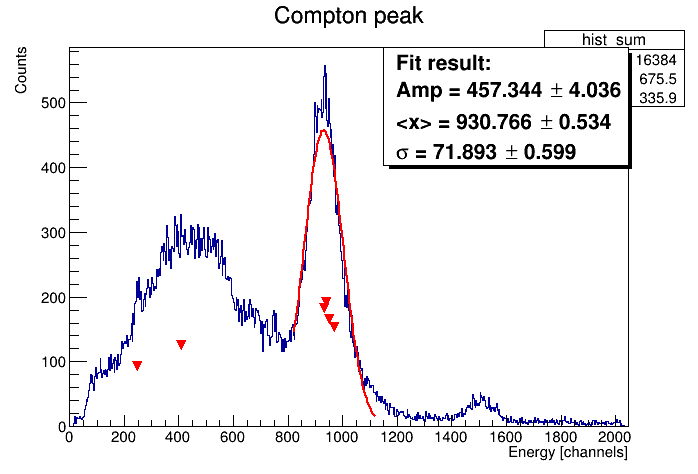 Compton peak
Counts
hist sum
16384
675.5
335.9
Fit result:
Amp = 457.344 ± 4.036
<x> = 930.766 ± 0.534
σ = 71.893 ± 0.599
500
400
300
200
100
0
0 200 400 600 800 1000 1200 1400 1600 1800 2000
Energy [channels]